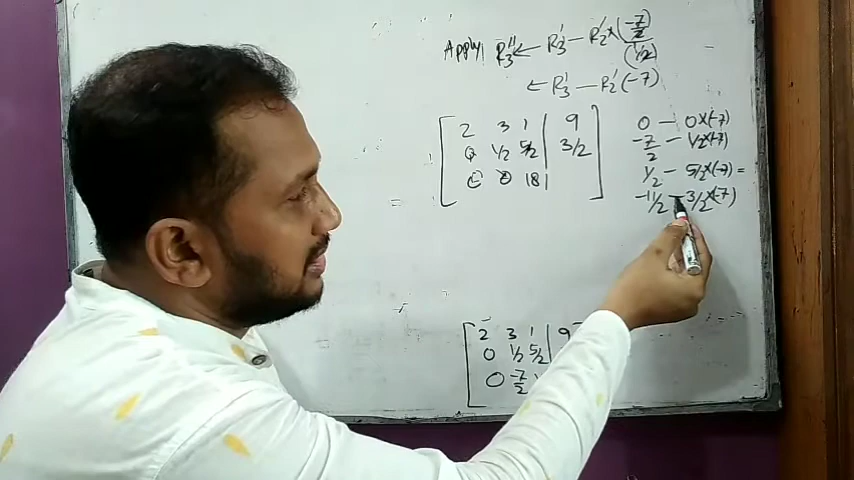 Apply R3'' ← R3' − R2' × (−7/2)/(1/2)
← R3' − R2' (−7)
2 3 1 | 9
0 1/2 5/2 | 3/2
0 0 18 |
0 − 0×(−7)
−7/2 − 1/2×(−7)
1/2 − 5/2×(−7) =
−11/2 − 3/2×(−7)
2 3 1 | 9
0 1/2 5/2
0 −7/2